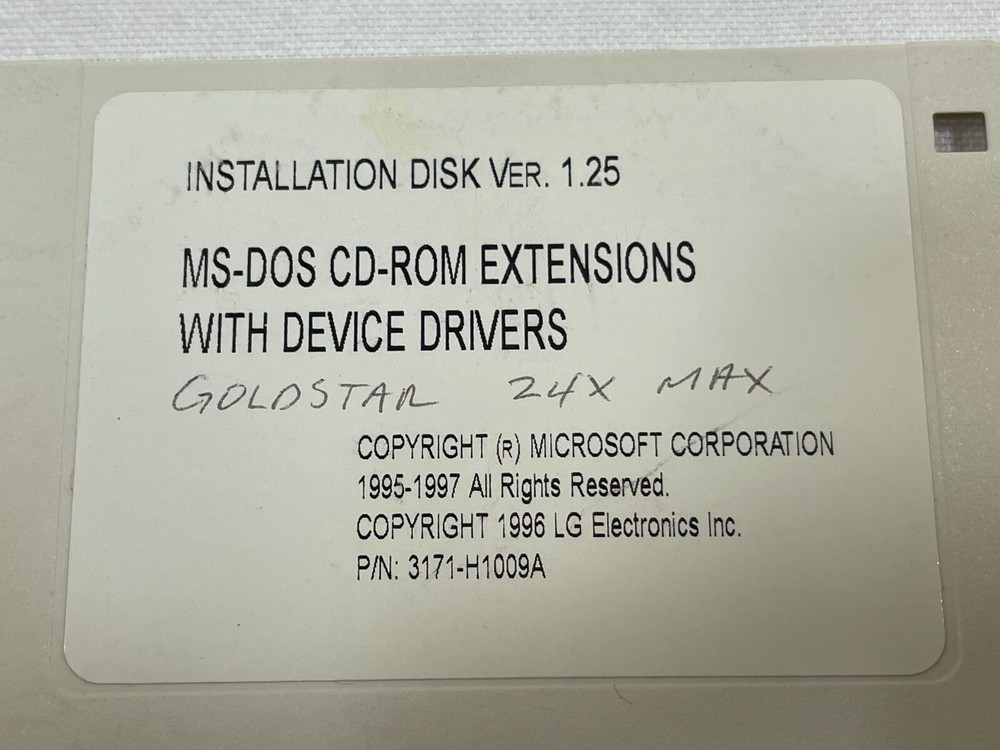 INSTALLATION DISK VER. 1.25
MS-DOS CD-ROM EXTENSIONS
WITH DEVICE DRIVERS
GOLDSTAR 24X MAX
COPYRIGHT (R) MICROSOFT CORPORATION
1995-1997 All Rights Reserved.
COPYRIGHT 1996 LG Electronics Inc.
P/N: 3171-H1009A